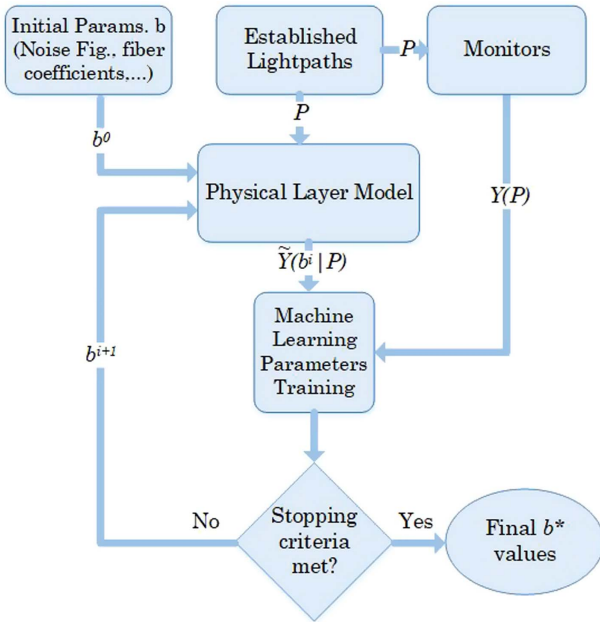 Initial Params. b
(Noise Fig., fiber
coefficients,...)
Established
Lightpaths
P
Monitors
P
b⁰
Physical Layer Model
Y(P)
Ỹ(bⁱ | P)
Machine
Learning
Parameters
Training
bⁱ⁺¹
No
Stopping
criteria
met?
Yes
Final b*
values